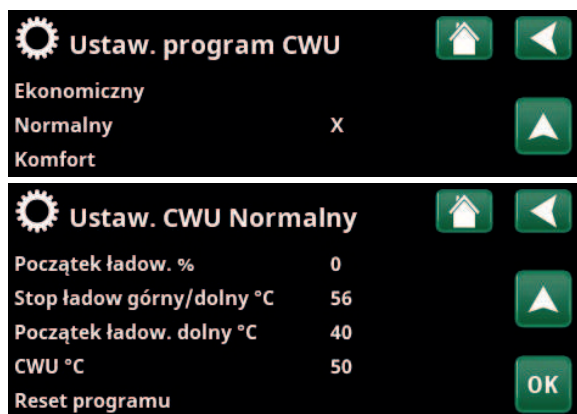 Ustaw. program CWU
Ekonomiczny
Normalny X
Komfort
Ustaw. CWU Normalny
Początek ładow. % 0
Stop ładow górny/dolny °C 56
Początek ładow. dolny °C 40
CWU °C 50
Reset programu
OK